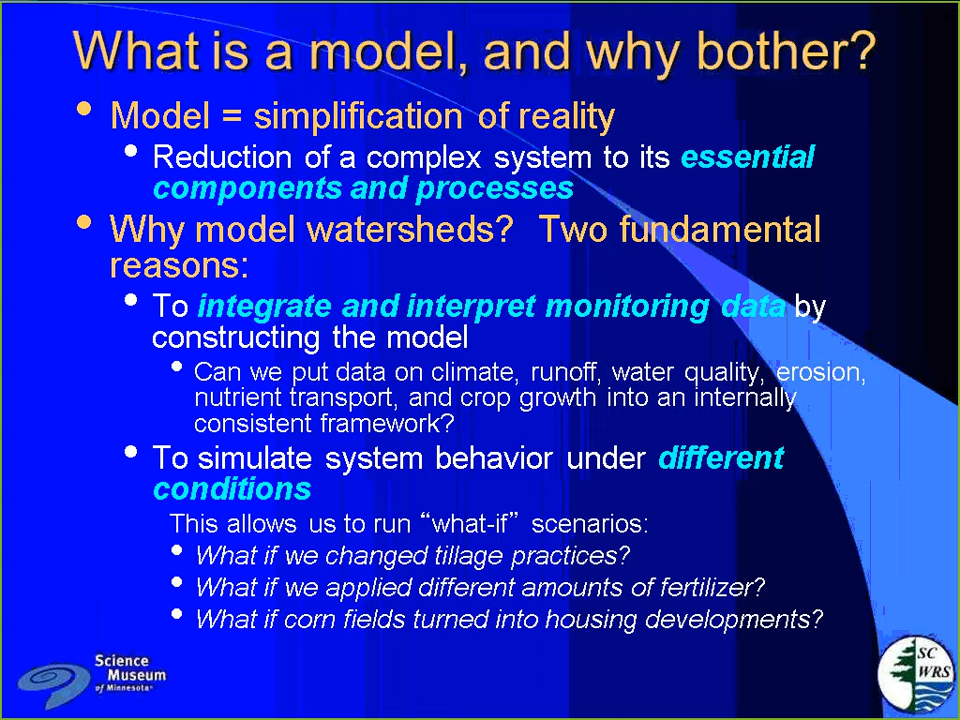 What is a model, and why bother?
• Model = simplification of reality
• Reduction of a complex system to its essential
components and processes
• Why model watersheds?  Two fundamental
reasons:
• To integrate and interpret monitoring data by
constructing the model
• Can we put data on climate, runoff, water quality, erosion,
nutrient transport, and crop growth into an internally
consistent framework?
• To simulate system behavior under different
conditions
This allows us to run “what-if” scenarios:
• What if we changed tillage practices?
• What if we applied different amounts of fertilizer?
• What if corn fields turned into housing developments?
Science
Museum
of Minnesota®
SC
WRS